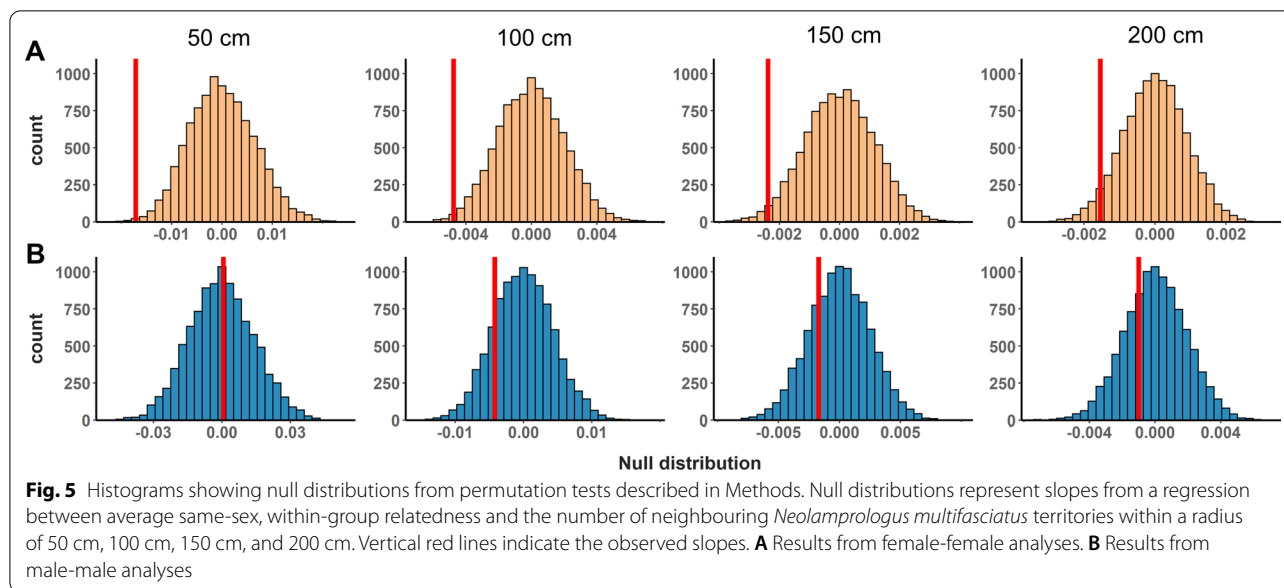 50 cm 100 cm 150 cm 200 cm
A
1000 1000 1000 1000
750 750 750 750
count
500 500 500 500
250 250 250 250
0 0 0 0
-0.01 0.00 0.01 -0.004 0.000 0.004 -0.002 0.000 0.002 -0.002 0.000 0.002
B
1000 1000 1000 1000
750 750 750 750
count
500 500 500 500
250 250 250 250
0 0 0 0
-0.03 0.00 0.03 -0.01 0.00 0.01 -0.005 0.000 0.005 -0.004 0.000 0.004
Null distribution
Fig. 5 Histograms showing null distributions from permutation tests described in Methods. Null distributions represent slopes from a regression
between average same-sex, within-group relatedness and the number of neighbouring Neolamprologus multifasciatus territories within a radius
of 50 cm, 100 cm, 150 cm, and 200 cm. Vertical red lines indicate the observed slopes. A Results from female-female analyses. B Results from
male-male analyses